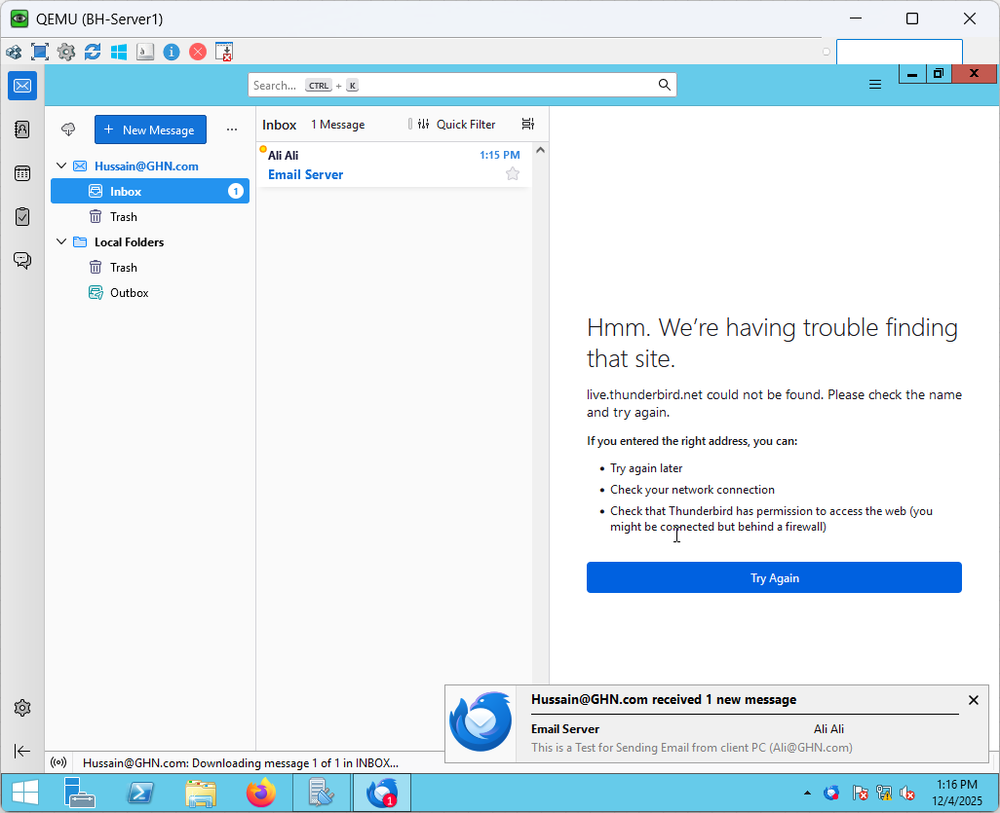 QEMU (BH-Server1)
Search... CTRL + K
New Message
Inbox 1 Message Quick Filter
Hussain@GHN.com
Inbox 1
Trash
Local Folders
Trash
Outbox
Ali Ali 1:15 PM
Email Server
Hmm. We’re having trouble finding
that site.
live.thunderbird.net could not be found. Please check the name
and try again.
If you entered the right address, you can:
• Try again later
• Check your network connection
• Check that Thunderbird has permission to access the web (you
might be connected but behind a firewall)
Try Again
Hussain@GHN.com received 1 new message
Email Server Ali Ali
This is a Test for Sending Email from client PC (Ali@GHN.com)
Hussain@GHN.com: Downloading message 1 of 1 in INBOX...
1
1:16 PM
12/4/2025